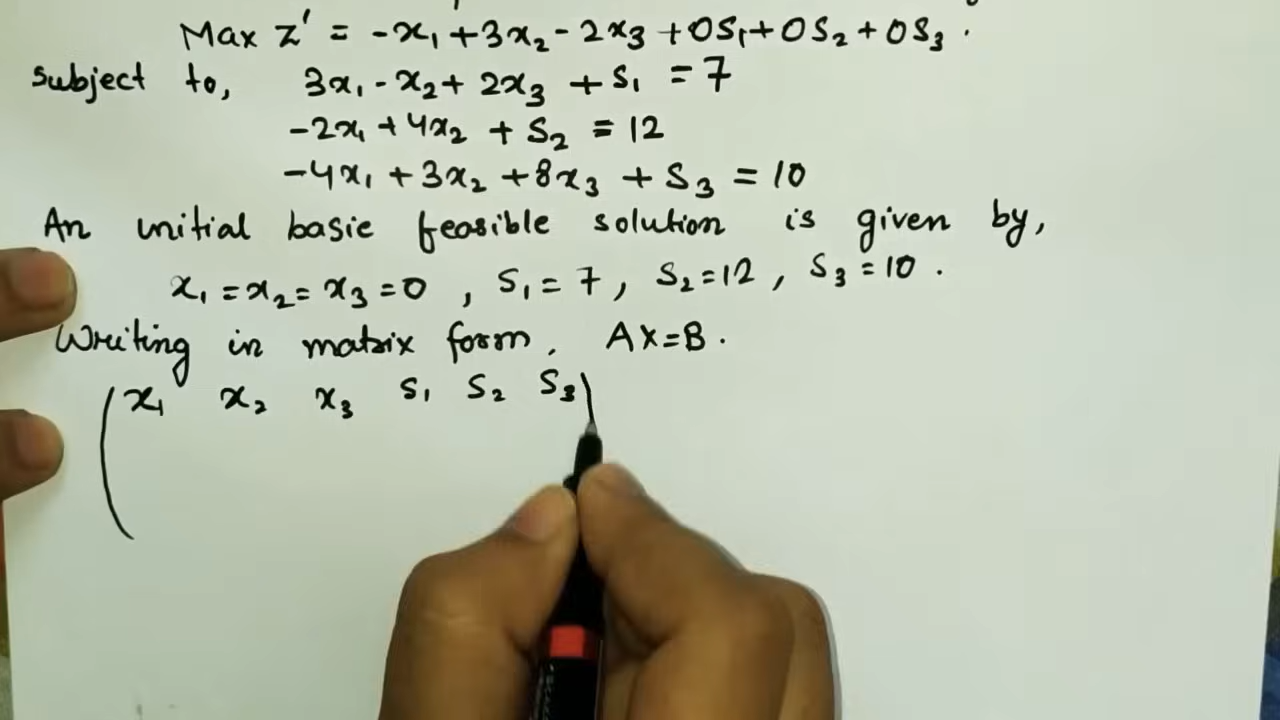 Max z' = -x₁ + 3x₂ - 2x₃ + 0S₁ + 0S₂ + 0S₃ .
subject to, 3x₁ - x₂ + 2x₃ + S₁ = 7
-2x₁ + 4x₂ + S₂ = 12
-4x₁ + 3x₂ + 8x₃ + S₃ = 10
An initial basic feasible solution is given by,
x₁ = x₂ = x₃ = 0 , S₁ = 7 , S₂ = 12 , S₃ = 10 .
Writing in matrix form, AX = B .
( x₁ x₂ x₃ S₁ S₂ S₃ )